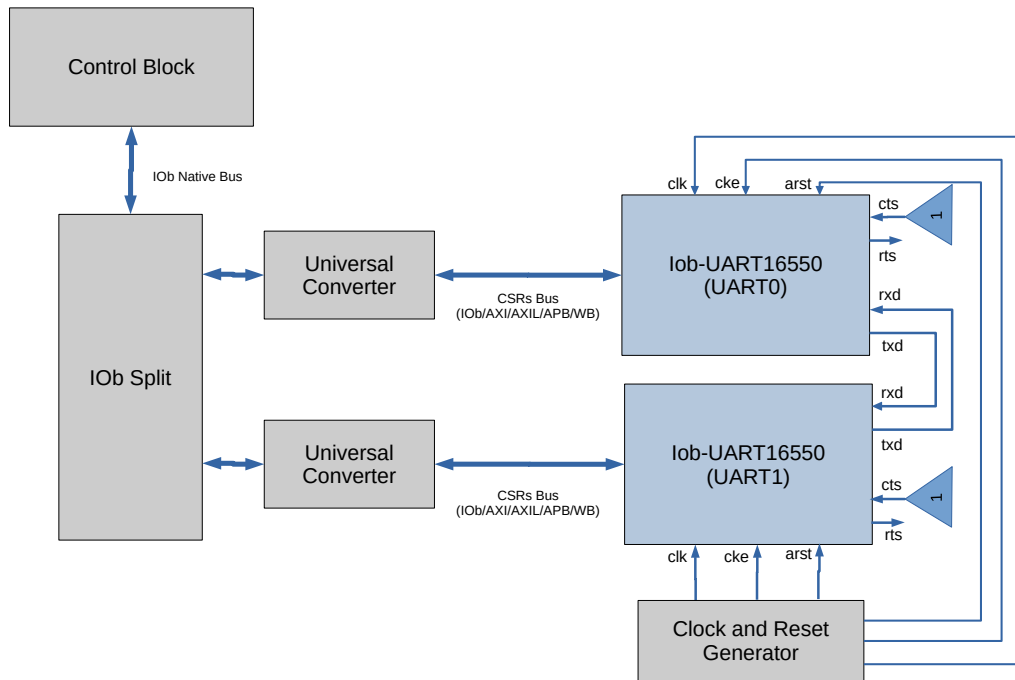 Control Block
IOb Native Bus
clk
cke
arst
cts
1
rts
Iob-UART16550
(UART0)
Universal
Converter
CSRs Bus
(IOb/AXI/AXIL/APB/WB)
rxd
txd
IOb Split
rxd
txd
Universal
Converter
Iob-UART16550
(UART1)
CSRs Bus
(IOb/AXI/AXIL/APB/WB)
cts
1
rts
clk
cke
arst
Clock and Reset
Generator